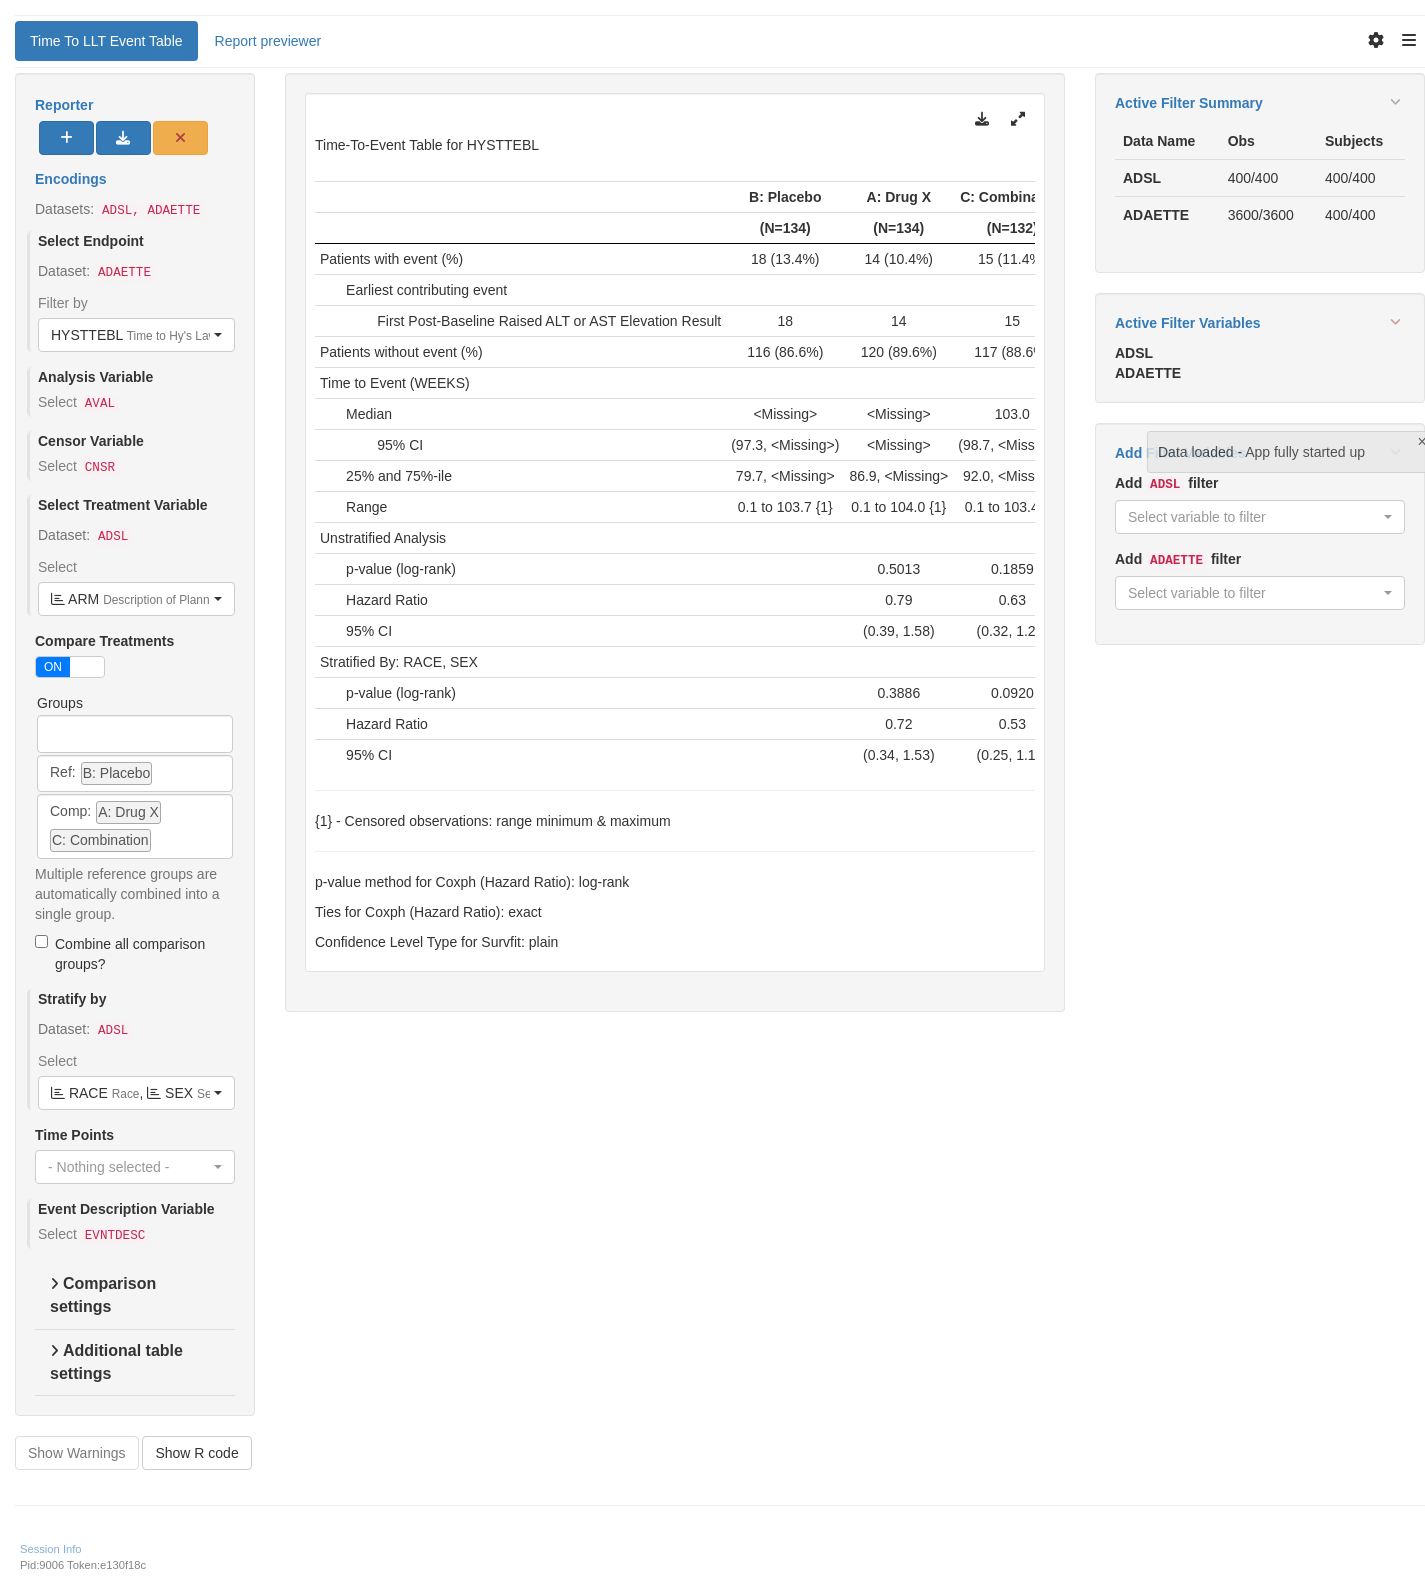 Time To LLT Event Table
Report previewer
Reporter
Encodings
Datasets: ADSL, ADAETTE
Select Endpoint
Dataset: ADAETTE
Filter by
HYSTTEBL Time to Hy's La
Analysis Variable
Select AVAL
Censor Variable
Select CNSR
Select Treatment Variable
Dataset: ADSL
Select
ARM Description of Plann
Compare Treatments
ON
Groups
Ref: B: Placebo
Comp: A: Drug X
C: Combination
Multiple reference groups are
automatically combined into a
single group.
Combine all comparison
groups?
Stratify by
Dataset: ADSL
Select
RACE Race, SEX Se
Time Points
- Nothing selected -
Event Description Variable
Select EVNTDESC
Comparison
settings
Additional table
settings
Show Warnings
Show R code
Time-To-Event Table for HYSTTEBL
B: Placebo A: Drug X C: Combina
(N=134) (N=134) (N=132)
Patients with event (%) 18 (13.4%) 14 (10.4%) 15 (11.4%
Earliest contributing event
First Post-Baseline Raised ALT or AST Elevation Result 18 14 15
Patients without event (%) 116 (86.6%) 120 (89.6%) 117 (88.6%
Time to Event (WEEKS)
Median <Missing> <Missing> 103.0
95% CI (97.3, <Missing>) <Missing> (98.7, <Miss
25% and 75%-ile 79.7, <Missing> 86.9, <Missing> 92.0, <Miss
Range 0.1 to 103.7 {1} 0.1 to 104.0 {1} 0.1 to 103.4
Unstratified Analysis
p-value (log-rank) 0.5013 0.1859
Hazard Ratio 0.79 0.63
95% CI (0.39, 1.58) (0.32, 1.2
Stratified By: RACE, SEX
p-value (log-rank) 0.3886 0.0920
Hazard Ratio 0.72 0.53
95% CI (0.34, 1.53) (0.25, 1.1
{1} - Censored observations: range minimum & maximum
p-value method for Coxph (Hazard Ratio): log-rank
Ties for Coxph (Hazard Ratio): exact
Confidence Level Type for Survfit: plain
Active Filter Summary
Data Name Obs Subjects
ADSL 400/400 400/400
ADAETTE 3600/3600 400/400
Active Filter Variables
ADSL
ADAETTE
Add
Data loaded - App fully started up
×
Add ADSL filter
Select variable to filter
Add ADAETTE filter
Select variable to filter
Session Info
Pid:9006 Token:e130f18c